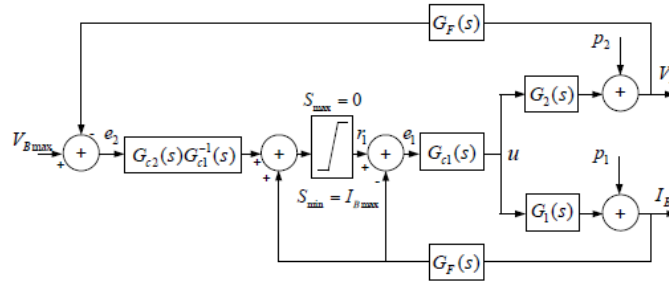 G_F(s)
p_2
V
S_max = 0
G_2(s)
V_Bmax
e_2
G_c2(s)G_c1^-1(s)
r_1
e_1
G_c1(s)
u
p_1
S_min = I_Bmax
G_1(s)
I_B
G_F(s)